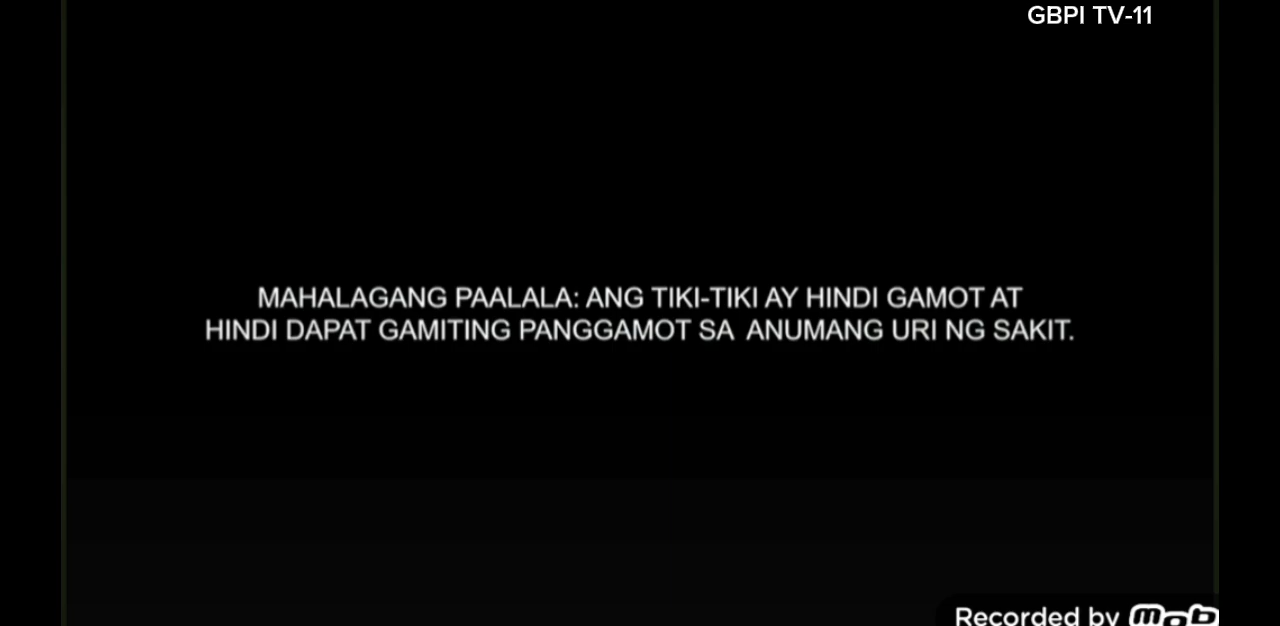 GBPI TV-11
MAHALAGANG PAALALA: ANG TIKI-TIKI AY HINDI GAMOT AT
HINDI DAPAT GAMITING PANGGAMOT SA ANUMANG URI NG SAKIT.
Recorded by mob